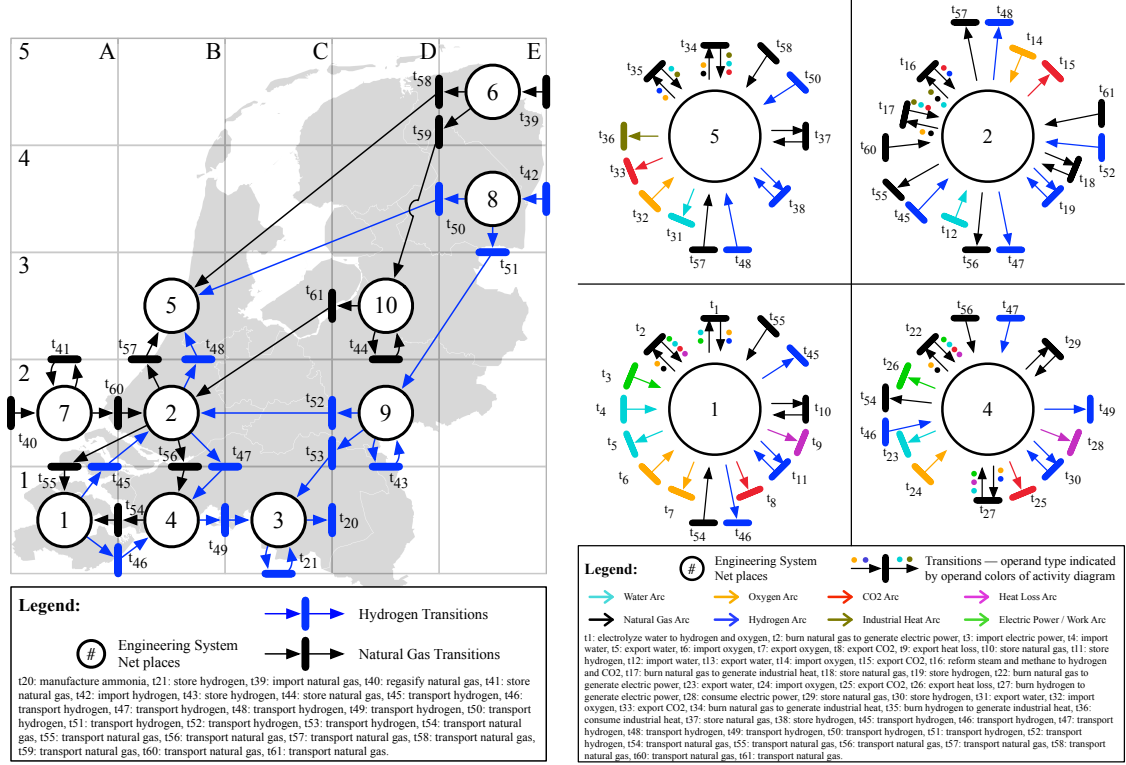 5 A B C D E
4
3
2
1
6
8
5
10
7
2
9
1
4
3
t58
t59
t39
t42
t50
t51
t61
t44
t57
t48
t41
t60
t40
t52
t53
t56
t47
t55
t45
t43
t54
t46
t49
t20
t21
Legend:
# Engineering System
Net places
Hydrogen Transitions
Natural Gas Transitions
t20: manufacture ammonia, t21: store hydrogen, t39: import natural gas, t40: regasify natural gas, t41: store
natural gas, t42: import hydrogen, t43: store hydrogen, t44: store natural gas, t45: transport hydrogen, t46:
transport hydrogen, t47: transport hydrogen, t48: transport hydrogen, t49: transport hydrogen, t50: transport
hydrogen, t51: transport hydrogen, t52: transport hydrogen, t53: transport hydrogen, t54: transport natural
gas, t55: transport natural gas, t56: transport natural gas, t57: transport natural gas, t58: transport natural gas,
t59: transport natural gas, t60: transport natural gas, t61: transport natural gas.
5
t34
t58
t35
t50
t36
t37
t33
t32
t31
t38
t57
t48
2
t57
t48
t14
t15
t16
t17
t61
t60
t52
t18
t55
t45
t12
t19
t56
t47
1
t1
t2
t55
t3
t45
t4
t10
t5
t9
t6
t11
t7
t8
t54
t46
4
t56
t47
t22
t29
t26
t54
t49
t46
t23
t28
t24
t30
t27
t25
Legend:
# Engineering System
Net places
Transitions — operand type indicated
by operand colors of activity diagram
Water Arc Oxygen Arc CO2 Arc Heat Loss Arc
Natural Gas Arc Hydrogen Arc Industrial Heat Arc Electric Power / Work Arc
t1: electrolyze water to hydrogen and oxygen, t2: burn natural gas to generate electric power, t3: import electric power, t4: import
water, t5: export water, t6: import oxygen, t7: export oxygen, t8: export CO2, t9: export heat loss, t10: store natural gas, t11: store
hydrogen, t12: import water, t13: export water, t14: import oxygen, t15: export CO2, t16: reform steam and methane to hydrogen
and CO2, t17: burn natural gas to generate industrial heat, t18: store natural gas, t19: store hydrogen, t22: burn natural gas to
generate electric power, t23: export water, t24: import oxygen, t25: export CO2, t26: export heat loss, t27: burn hydrogen to
generate electric power, t28: consume electric power, t29: store natural gas, t30: store hydrogen, t31: export water, t32: import
oxygen, t33: export CO2, t34: burn natural gas to generate industrial heat, t35: burn hydrogen to generate industrial heat, t36:
consume industrial heat, t37: store natural gas, t38: store hydrogen, t45: transport hydrogen, t46: transport hydrogen, t47: transport
hydrogen, t48: transport hydrogen, t49: transport hydrogen, t50: transport hydrogen, t51: transport hydrogen, t52: transport
hydrogen, t54: transport natural gas, t55: transport natural gas, t56: transport natural gas, t57: transport natural gas, t58: transport
natural gas, t60: transport natural gas, t61: transport natural gas.